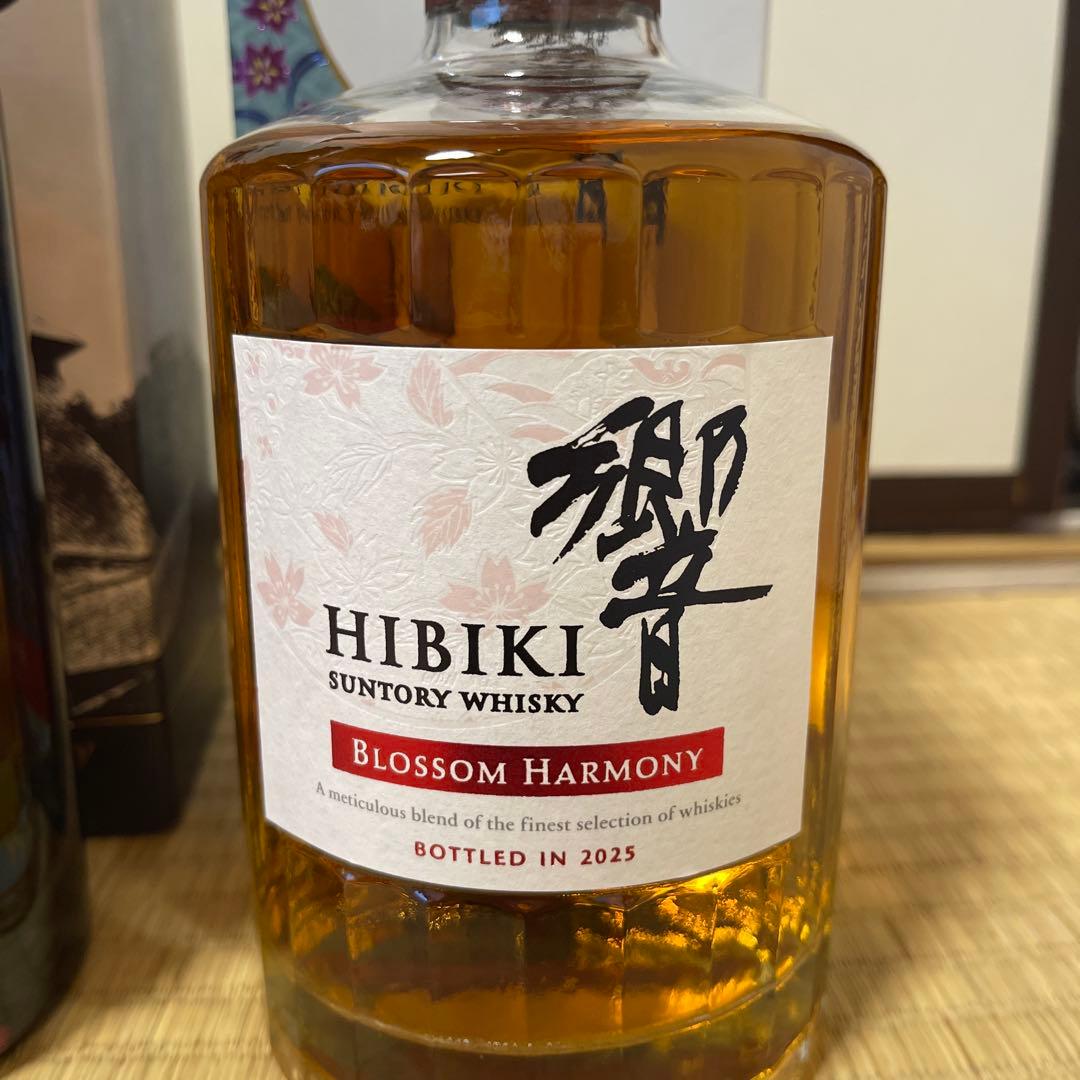 響
HIBIKI
SUNTORY WHISKY
BLOSSOM HARMONY
A meticulous blend of the finest selection of whiskies
BOTTLED IN 2025